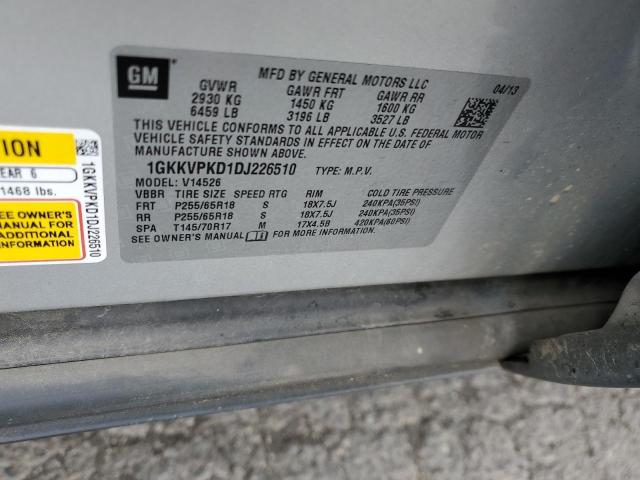 GM
MFD BY GENERAL MOTORS LLC
04/13
GVWR GAWR FRT GAWR RR
2930 KG 1450 KG 1600 KG
6459 LB 3196 LB 3527 LB
THIS VEHICLE CONFORMS TO ALL APPLICABLE U.S. FEDERAL MOTOR
VEHICLE SAFETY STANDARDS IN EFFECT ON THE DATE OF
MANUFACTURE SHOWN ABOVE.
1GKKVPKD1DJ226510 TYPE: M.P.V.
MODEL: V14526
VBBR TIRE SIZE SPEED RTG RIM COLD TIRE PRESSURE
FRT P255/65R18 S 18X7.5J 240KPA(35PSI)
RR P255/65R18 S 18X7.5J 240KPA(35PSI)
SPA T145/70R17 M 17X4.5B 420KPA(60PSI)
SEE OWNER'S MANUAL FOR MORE INFORMATION.
TION
EAR 6
1468 lbs.
SEE OWNER'S
MANUAL FOR
ADDITIONAL
INFORMATION
1GKKVPKD1DJ226510